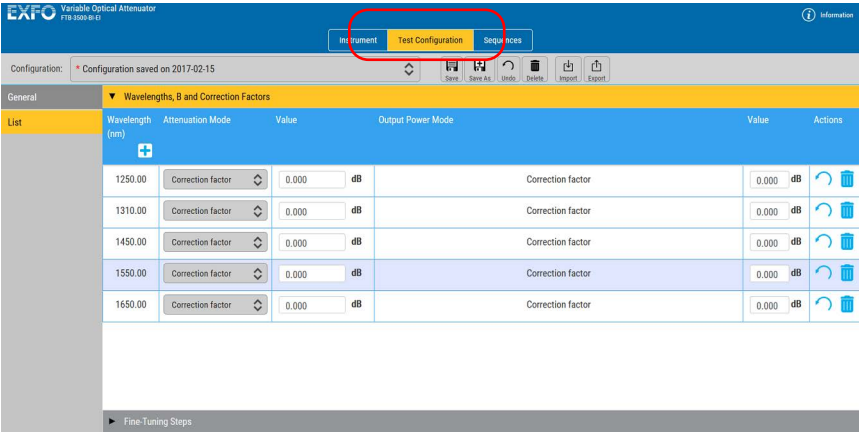 EXFO Variable Optical Attenuator
FTB-3500-BI-EI
Information
Instrument Test Configuration Sequences
Configuration: * Configuration saved on 2017-02-15
Save Save As Undo Delete Import Export
General
List
▼ Wavelengths, B and Correction Factors
Wavelength (nm) Attenuation Mode Value Output Power Mode Value Actions
1250.00 Correction factor 0.000 dB Correction factor 0.000 dB
1310.00 Correction factor 0.000 dB Correction factor 0.000 dB
1450.00 Correction factor 0.000 dB Correction factor 0.000 dB
1550.00 Correction factor 0.000 dB Correction factor 0.000 dB
1650.00 Correction factor 0.000 dB Correction factor 0.000 dB
► Fine-Tuning Steps